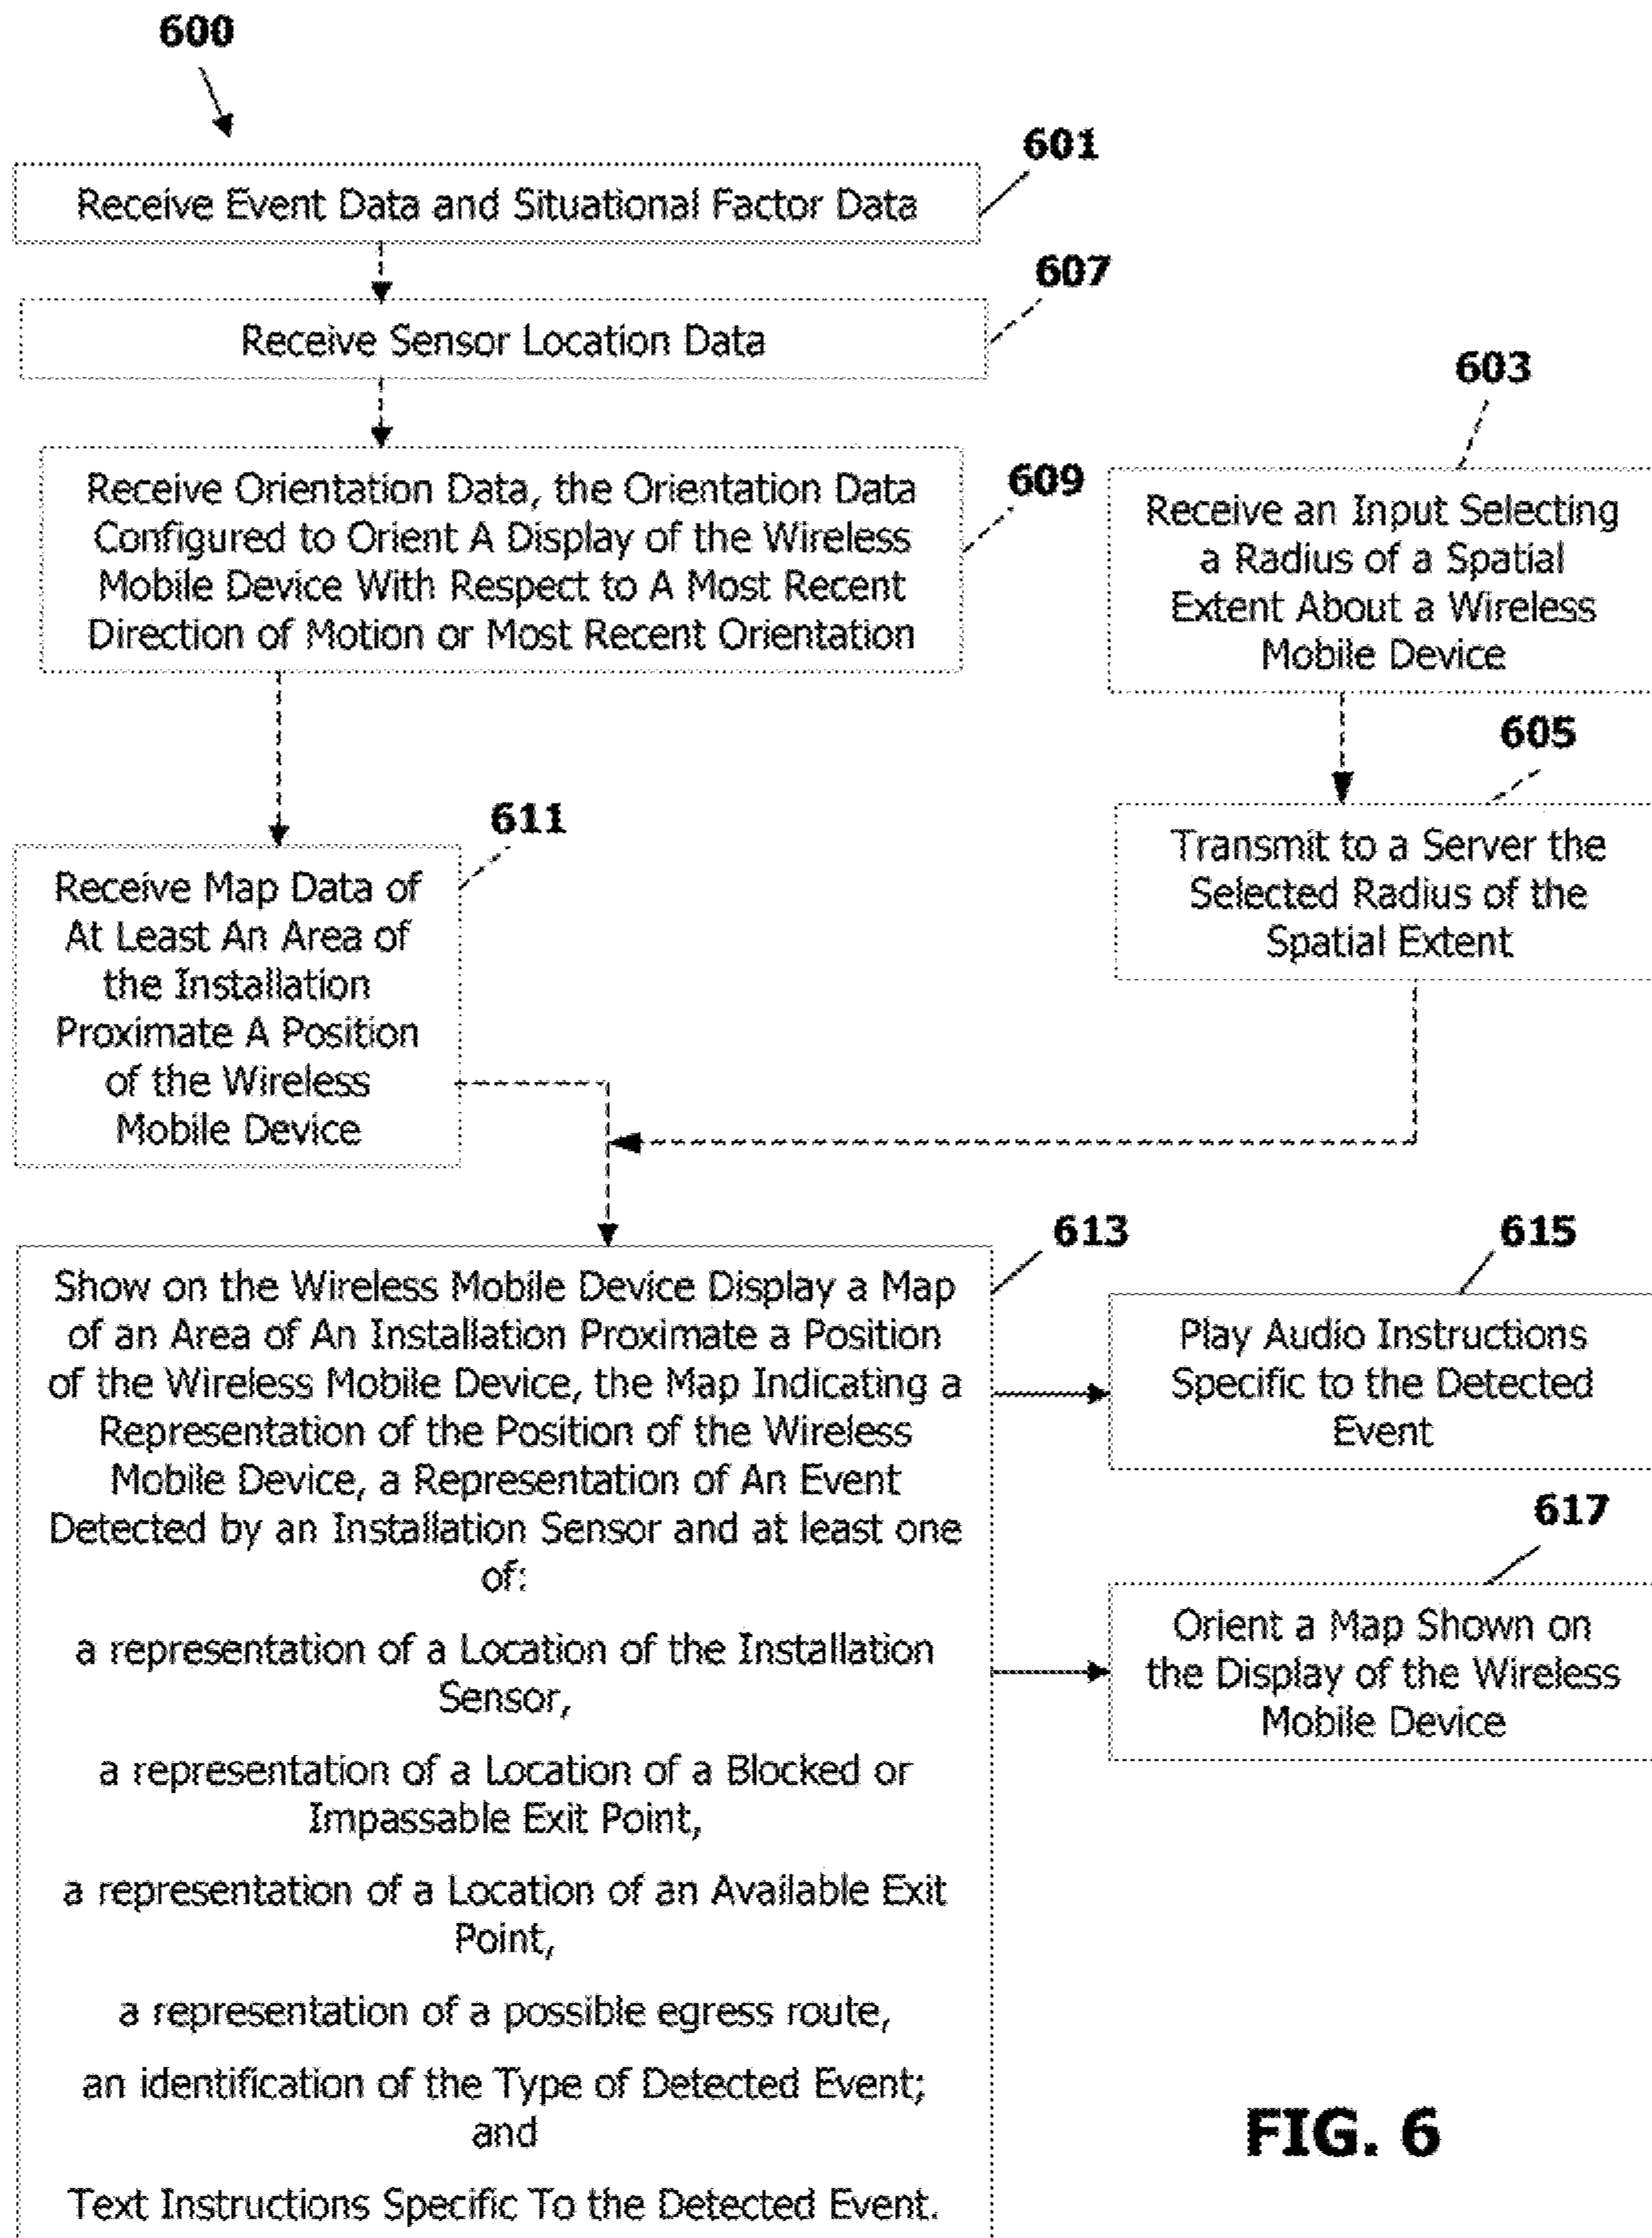 600
601
Receive Event Data and Situational Factor Data
607
Receive Sensor Location Data
603
609
Receive Orientation Data, the Orientation Data
Configured to Orient A Display of the Wireless
Mobile Device With Respect to A Most Recent
Direction of Motion or Most Recent Orientation
Receive an Input Selecting
a Radius of a Spatial
Extent About a Wireless
Mobile Device
605
Transmit to a Server the
Selected Radius of the
Spatial Extent
611
Receive Map Data of
At Least An Area of
the Installation
Proximate A Position
of the Wireless
Mobile Device
613
Show on the Wireless Mobile Device Display a Map
of an Area of An Installation Proximate a Position
of the Wireless Mobile Device, the Map Indicating a
Representation of the Position of the Wireless
Mobile Device, a Representation of An Event
Detected by an Installation Sensor and at least one
of:
a representation of a Location of the Installation
Sensor,
a representation of a Location of a Blocked or
Impassable Exit Point,
a representation of a Location of an Available Exit
Point,
a representation of a possible egress route,
an identification of the Type of Detected Event;
and
Text Instructions Specific To the Detected Event.
615
Play Audio Instructions
Specific to the Detected
Event
617
Orient a Map Shown on
the Display of the Wireless
Mobile Device
FIG. 6